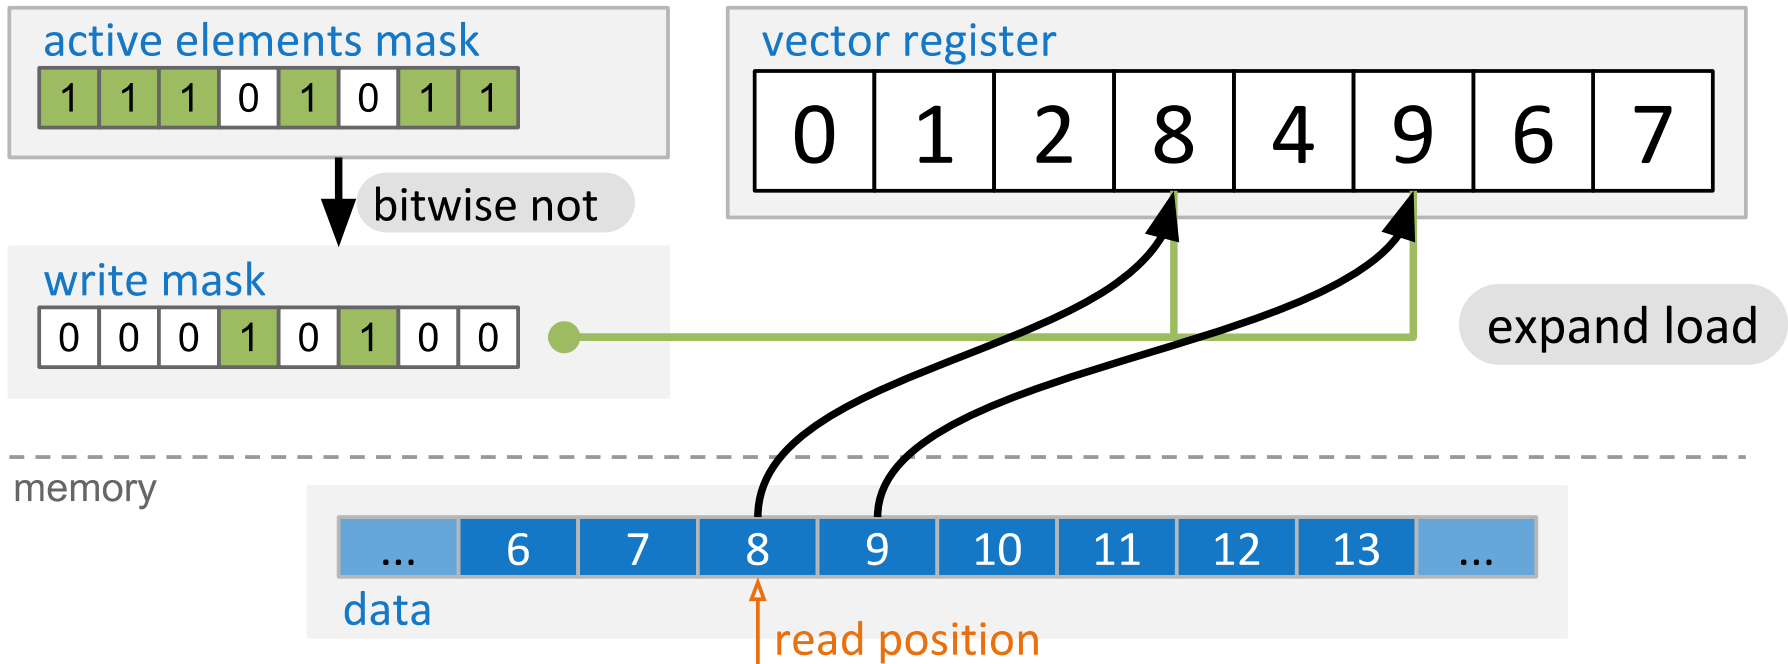 active elements mask
1 1 1 0 1 0 1 1
bitwise not
write mask
0 0 0 1 0 1 0 0
vector register
0 1 2 8 4 9 6 7
expand load
memory
... 6 7 8 9 10 11 12 13 ...
data
read position